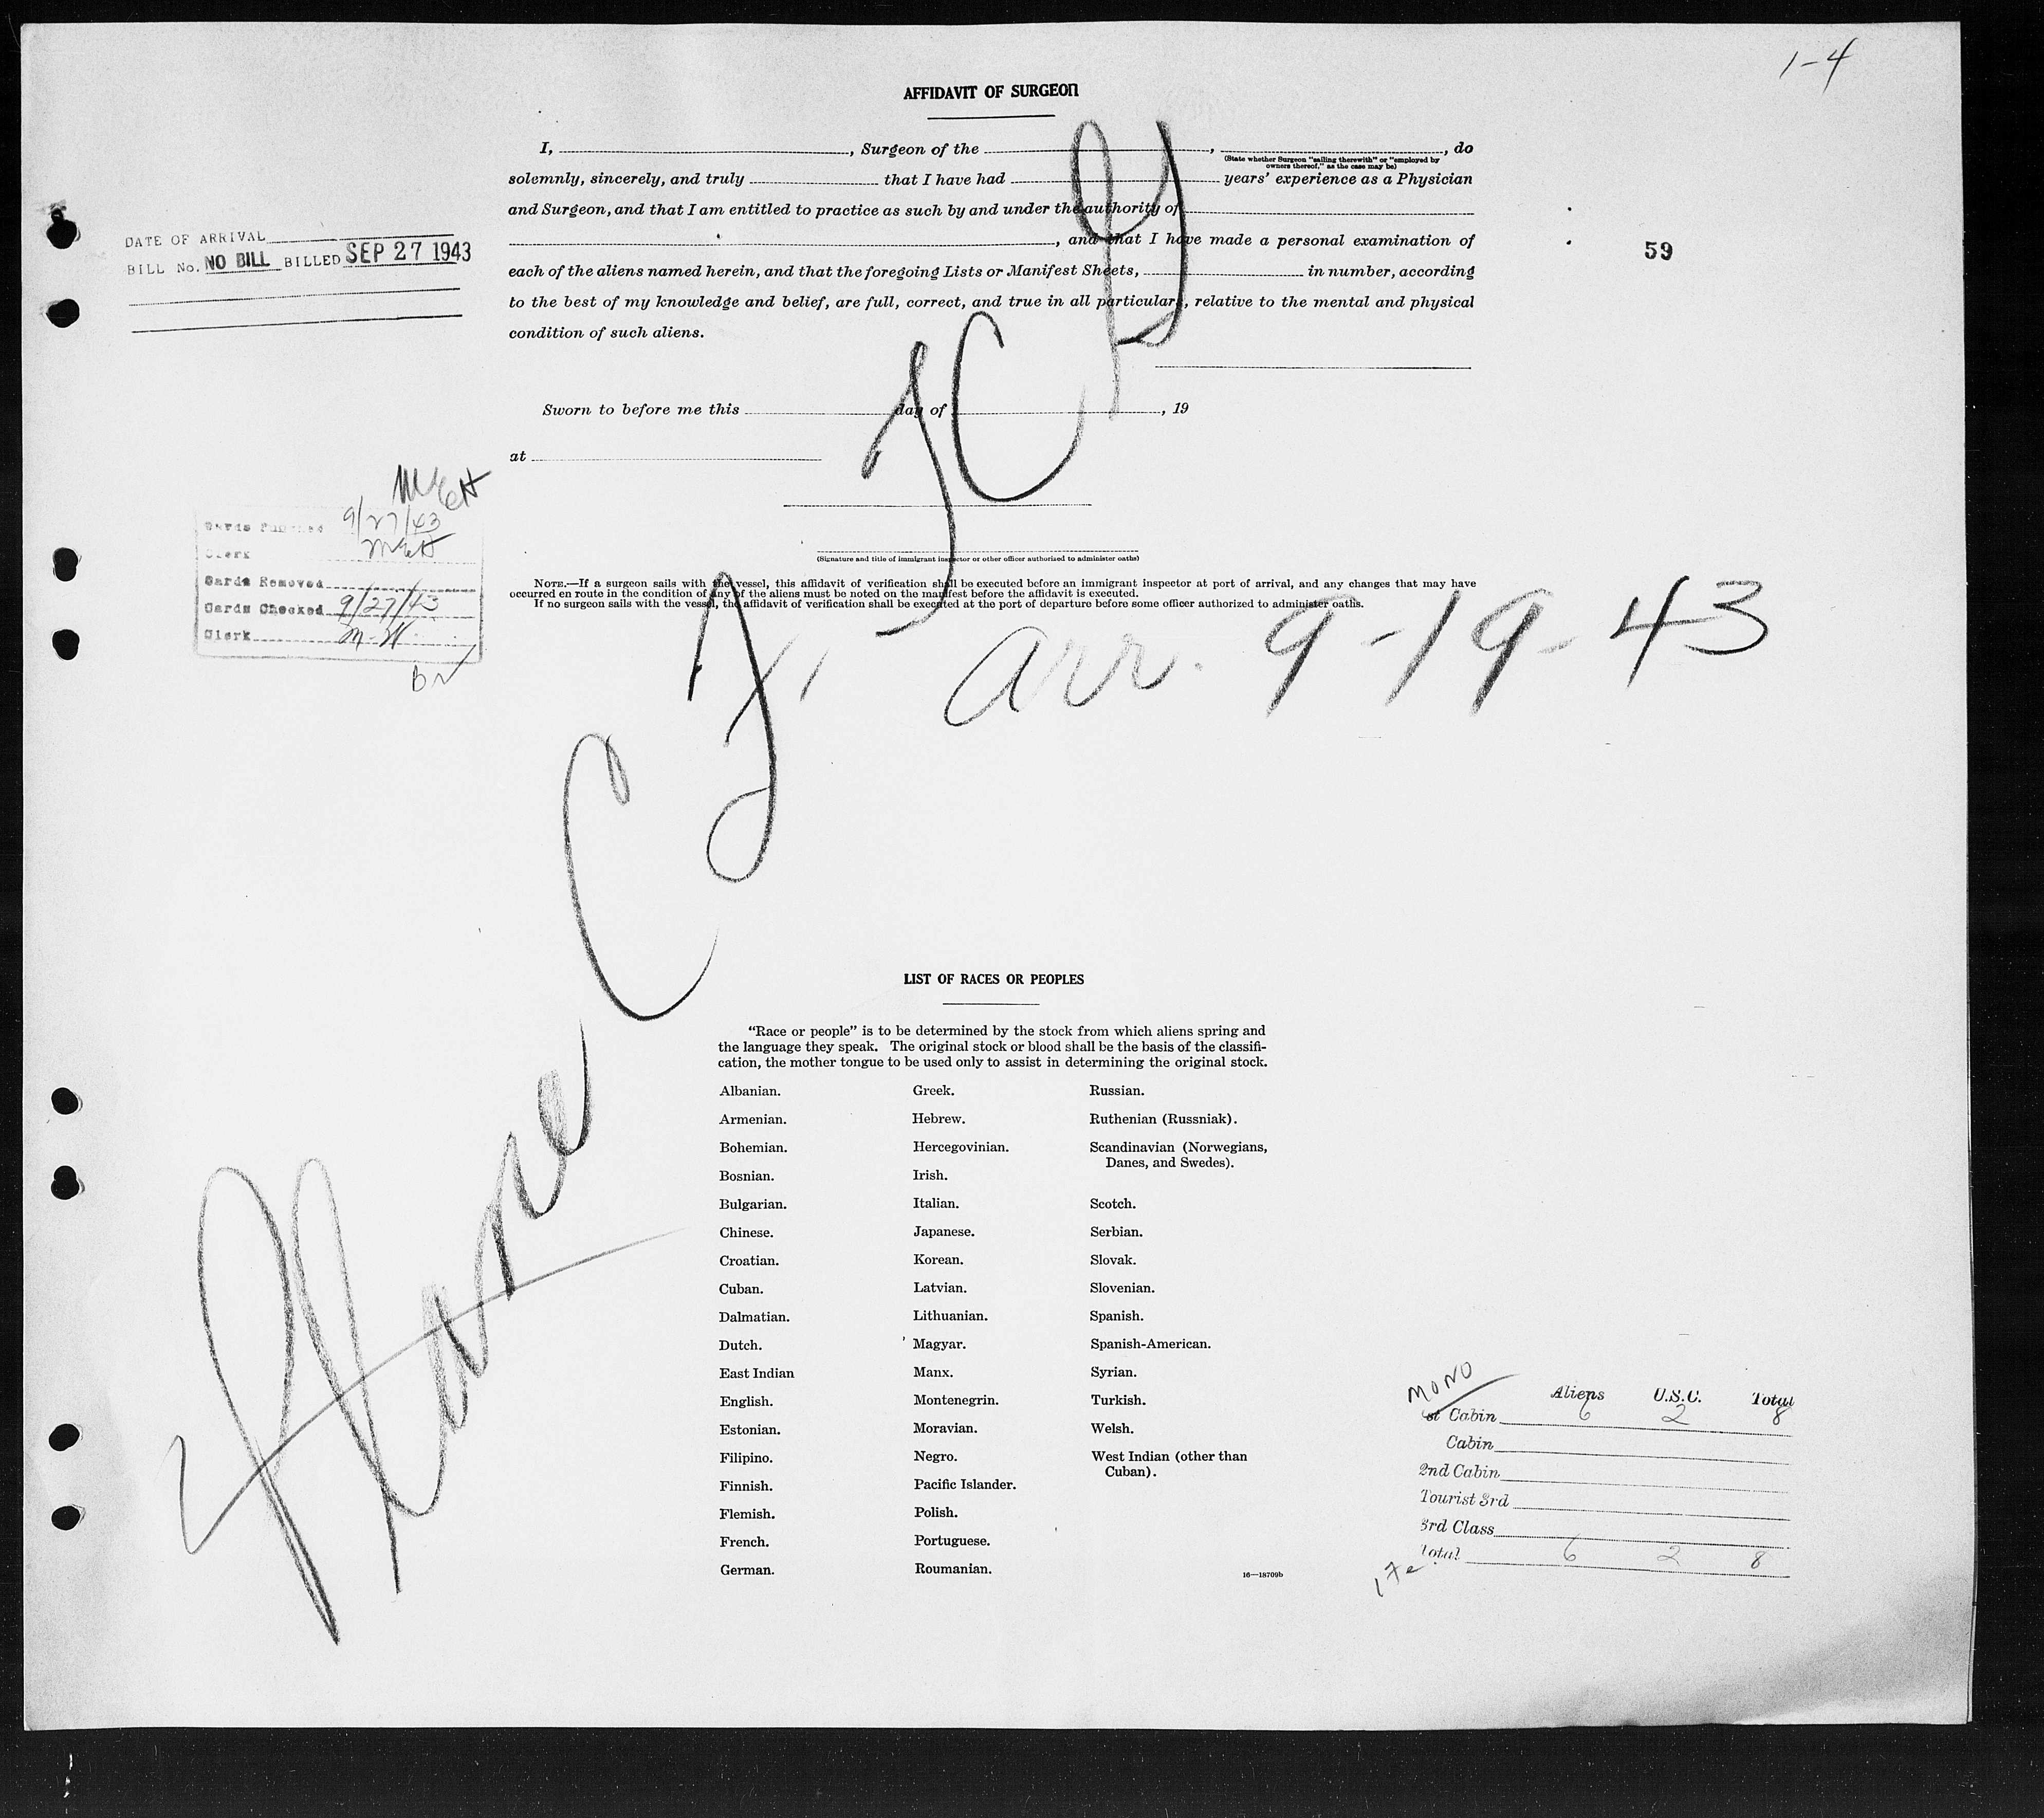 1-4
AFFIDAVIT OF SURGEON
I, , Surgeon of the , , do
(State whether Surgeon "sailing therewith" or "employed by
owners thereof," as the case may be)
solemnly, sincerely, and truly that I have had years' experience as a Physician
and Surgeon, and that I am entitled to practice as such by and under the authority of
, and that I have made a personal examination of
each of the aliens named herein, and that the foregoing Lists or Manifest Sheets, in number, according
to the best of my knowledge and belief, are full, correct, and true in all particulars, relative to the mental and physical
condition of such aliens.
DATE OF ARRIVAL
BILL No. NO BILL BILLED SEP 27 1943
59
Sworn to before me this day of , 19
at
(Signature and title of immigrant inspector or other officer authorized to administer oaths)
Cards Punched 9/27/43
Clerk
Cards Removed
Cards Checked 9/27/43
Clerk
NOTE.—If a surgeon sails with the vessel, this affidavit of verification shall be executed before an immigrant inspector at port of arrival, and any changes that may have
occurred en route in the condition of any of the aliens must be noted on the manifest before the affidavit is executed.
If no surgeon sails with the vessel, the affidavit of verification shall be executed at the port of departure before some officer authorized to administer oaths.
Plane
arr. 9-19-43
LIST OF RACES OR PEOPLES
"Race or people" is to be determined by the stock from which aliens spring and
the language they speak. The original stock or blood shall be the basis of the classifi-
cation, the mother tongue to be used only to assist in determining the original stock.
Albanian.
Armenian.
Bohemian.
Bosnian.
Bulgarian.
Chinese.
Croatian.
Cuban.
Dalmatian.
Dutch.
East Indian
English.
Estonian.
Filipino.
Finnish.
Flemish.
French.
German.
Greek.
Hebrew.
Hercegovinian.
Irish.
Italian.
Japanese.
Korean.
Latvian.
Lithuanian.
Magyar.
Manx.
Montenegrin.
Moravian.
Negro.
Pacific Islander.
Polish.
Portuguese.
Roumanian.
Russian.
Ruthenian (Russniak).
Scandinavian (Norwegians,
Danes, and Swedes).
Scotch.
Serbian.
Slovak.
Slovenian.
Spanish.
Spanish-American.
Syrian.
Turkish.
Welsh.
West Indian (other than
Cuban).
16—18709b
MONO
Aliens U.S.C. Total
st Cabin 6 2 8
Cabin
2nd Cabin
Tourist 3rd
3rd Class
Total 6 2 8